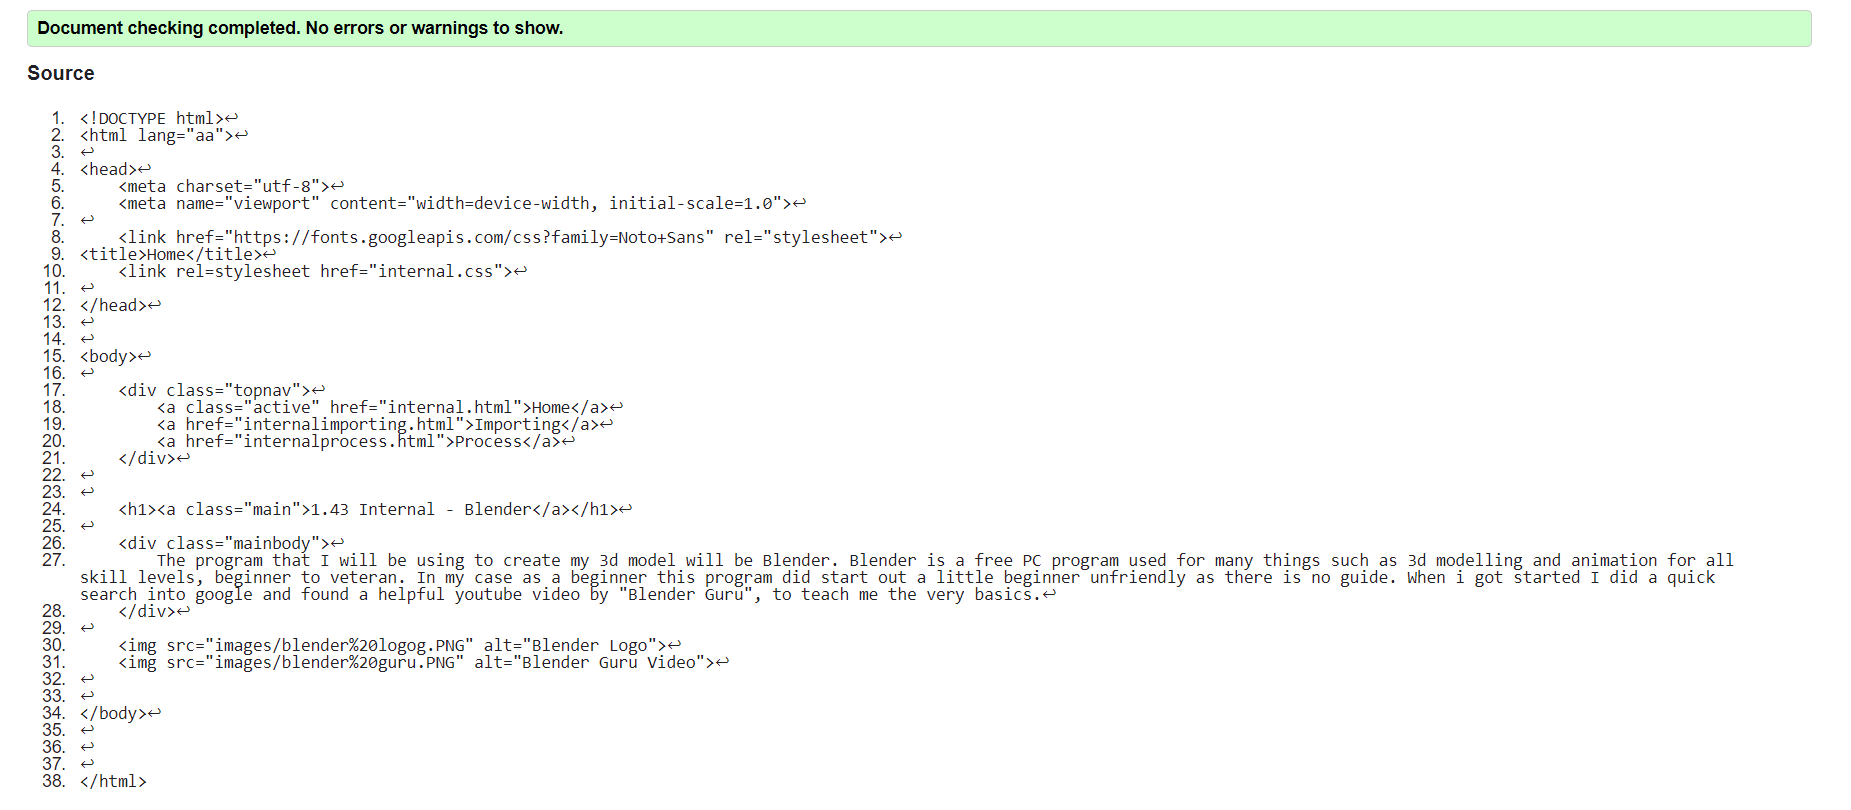 Document checking completed. No errors or warnings to show.
Source
1. <!DOCTYPE html>↩
2. <html lang="aa">↩
3. ↩
4. <head>↩
5.     <meta charset="utf-8">↩
6.     <meta name="viewport" content="width=device-width, initial-scale=1.0">↩
7. ↩
8.     <link href="https://fonts.googleapis.com/css?family=Noto+Sans" rel="stylesheet">↩
9. <title>Home</title>↩
10.     <link rel=stylesheet href="internal.css">↩
11. ↩
12. </head>↩
13. ↩
14. ↩
15. <body>↩
16. ↩
17.     <div class="topnav">↩
18.         <a class="active" href="internal.html">Home</a>↩
19.         <a href="internalimporting.html">Importing</a>↩
20.         <a href="internalprocess.html">Process</a>↩
21.     </div>↩
22. ↩
23. ↩
24.     <h1><a class="main">1.43 Internal - Blender</a></h1>↩
25. ↩
26.     <div class="mainbody">↩
27.         The program that I will be using to create my 3d model will be Blender. Blender is a free PC program used for many things such as 3d modelling and animation for all
skill levels, beginner to veteran. In my case as a beginner this program did start out a little beginner unfriendly as there is no guide. When i got started I did a quick
search into google and found a helpful youtube video by "Blender Guru", to teach me the very basics.↩
28.     </div>↩
29. ↩
30.     <img src="images/blender%20logog.PNG" alt="Blender Logo">↩
31.     <img src="images/blender%20guru.PNG" alt="Blender Guru Video">↩
32. ↩
33. ↩
34. </body>↩
35. ↩
36. ↩
37. ↩
38. </html>